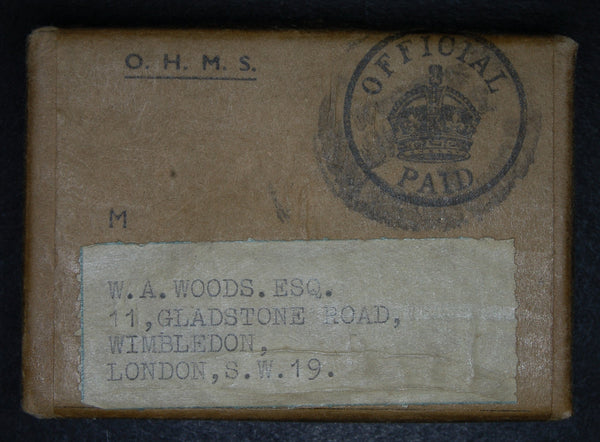 O. H. M. S.
OFFICIAL
PAID
M
W.A.WOODS.ESQ.
11,GLADSTONE ROAD,
WIMBLEDON,
LONDON,S.W.19.